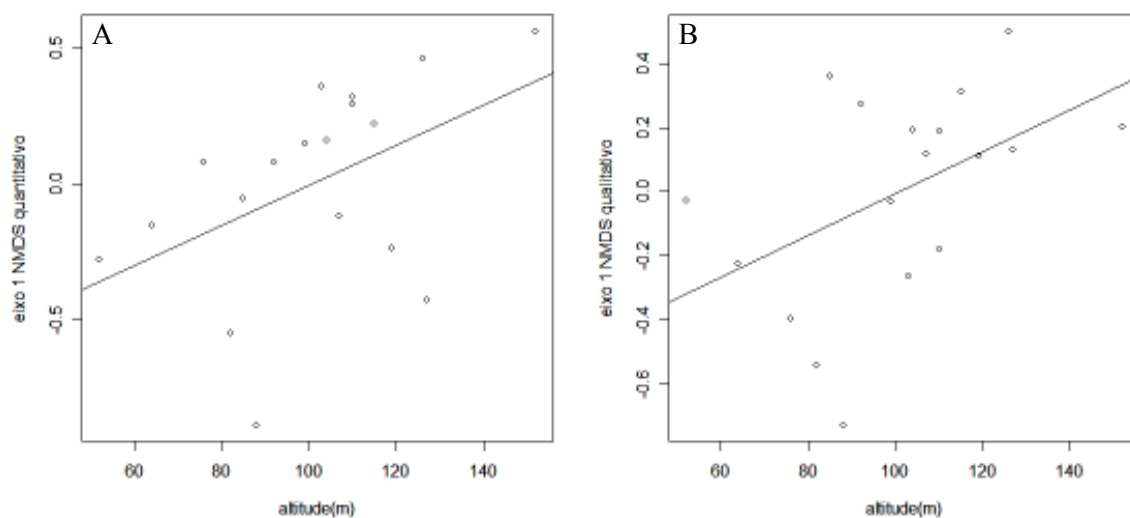 A
0.5
0.0
-0.5
eixo 1 NMDS quantitativo
60 80 100 120 140
altitude(m)
B
0.4
0.2
0.0
-0.2
-0.4
-0.6
eixo 1 NMDS qualitativo
60 80 100 120 140
altitude(m)